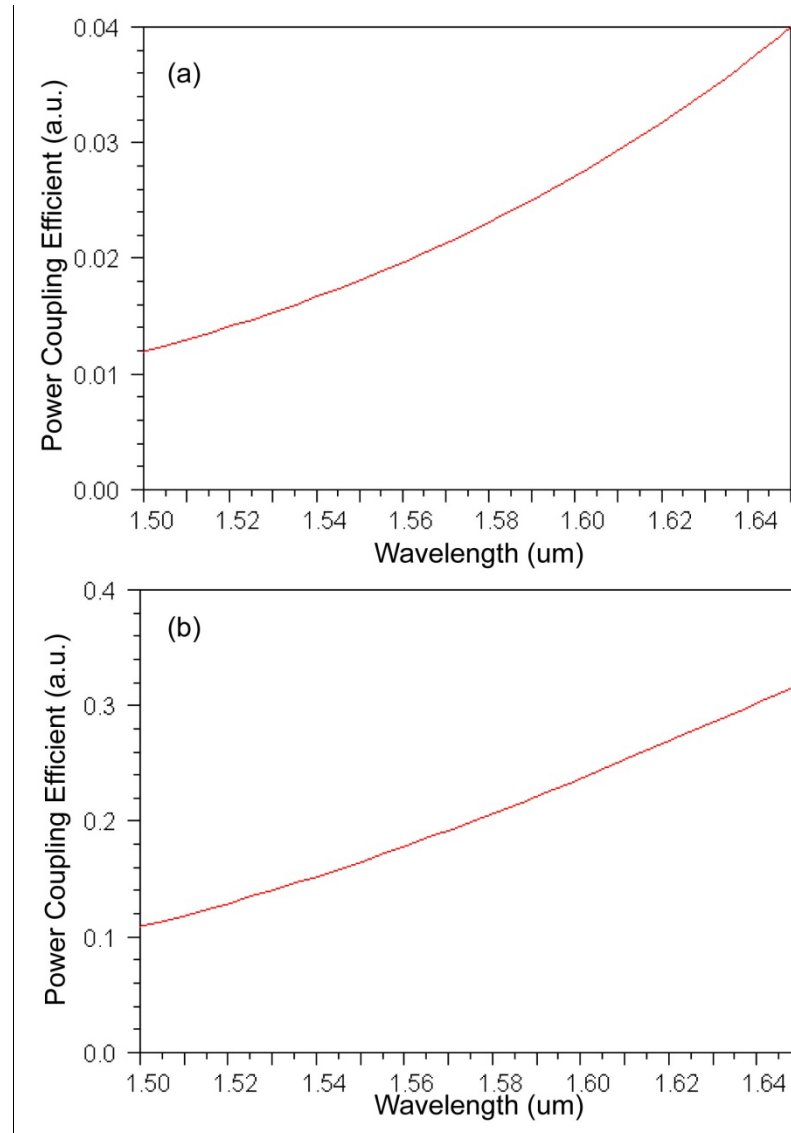 (a)
Power Coupling Efficient (a.u.)
0.04
0.03
0.02
0.01
0.00
1.50 1.52 1.54 1.56 1.58 1.60 1.62 1.64
Wavelength (um)
(b)
Power Coupling Efficient (a.u.)
0.4
0.3
0.2
0.1
0.0
1.50 1.52 1.54 1.56 1.58 1.60 1.62 1.64
Wavelength (um)